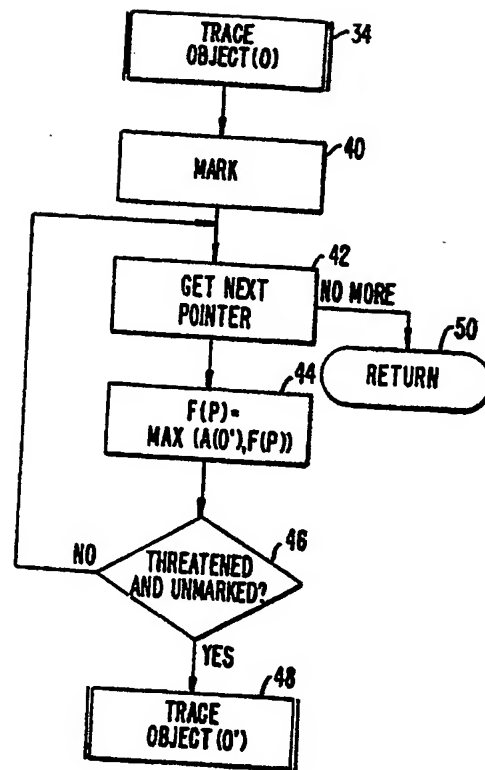 TRACE
OBJECT(O)
34
MARK
40
GET NEXT
POINTER
42
NO MORE
RETURN
50
F(P)=
MAX (A(O'),F(P))
44
THREATENED
AND UNMARKED?
46
NO
YES
TRACE
OBJECT(O')
48